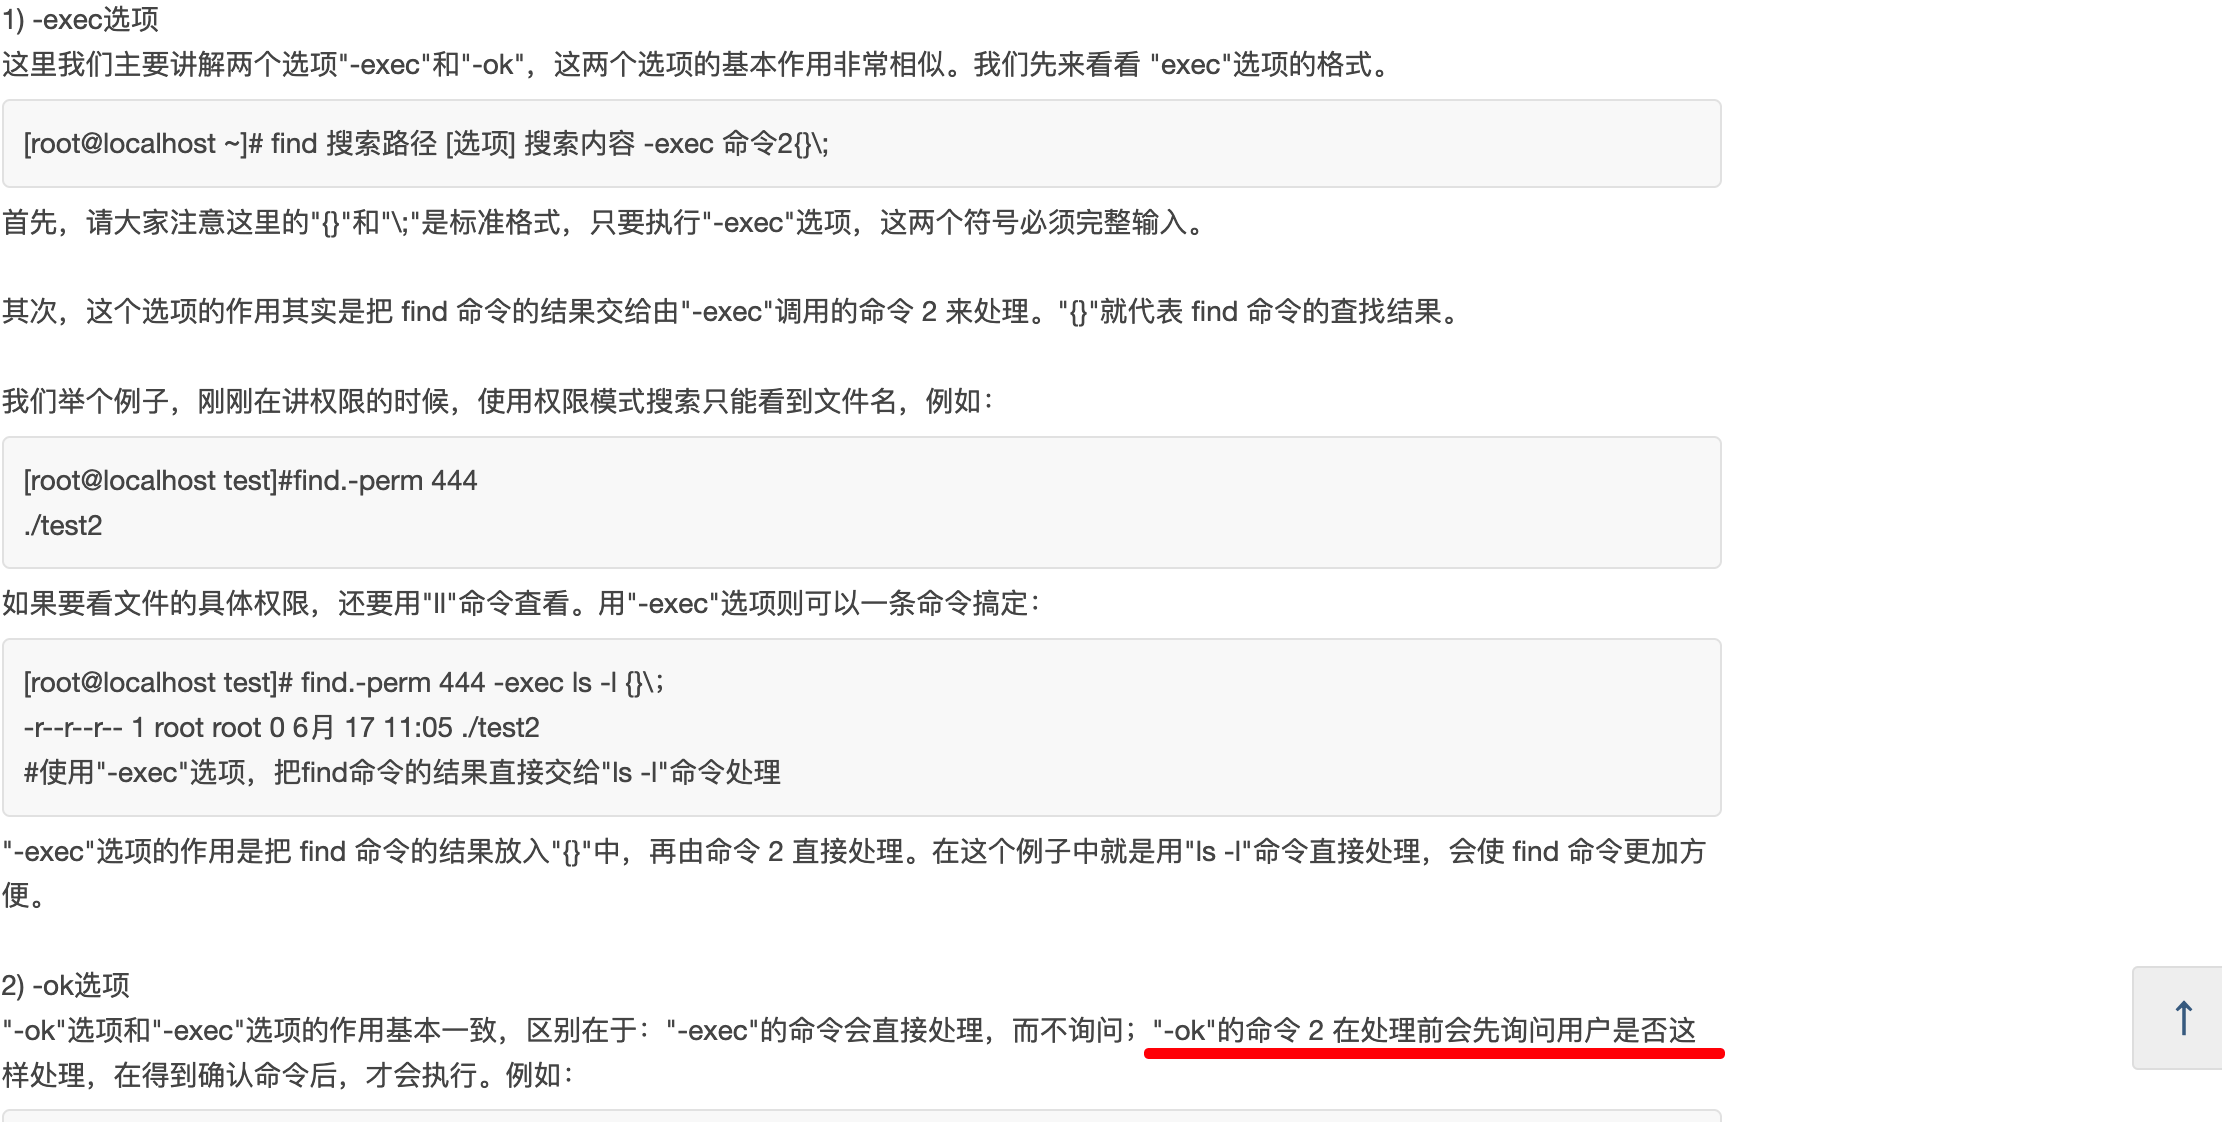 1) -exec选项
这里我们主要讲解两个选项"-exec"和"-ok"，这两个选项的基本作用非常相似。我们先来看看 "exec"选项的格式。
[root@localhost ~]# find 搜索路径 [选项] 搜索内容 -exec 命令2{}\;
首先，请大家注意这里的"{}"和"\;"是标准格式，只要执行"-exec"选项，这两个符号必须完整输入。
其次，这个选项的作用其实是把 find 命令的结果交给由"-exec"调用的命令 2 来处理。"{}"就代表 find 命令的査找结果。
我们举个例子，刚刚在讲权限的时候，使用权限模式搜索只能看到文件名，例如：
[root@localhost test]#find.-perm 444
./test2
如果要看文件的具体权限，还要用"ll"命令査看。用"-exec"选项则可以一条命令搞定：
[root@localhost test]# find.-perm 444 -exec ls -l {}\；
-r--r--r-- 1 root root 0 6月 17 11:05 ./test2
#使用"-exec"选项，把find命令的结果直接交给"ls -l"命令处理
"-exec"选项的作用是把 find 命令的结果放入"{}"中，再由命令 2 直接处理。在这个例子中就是用"ls -l"命令直接处理，会使 find 命令更加方
便。
2) -ok选项
"-ok"选项和"-exec"选项的作用基本一致，区别在于："-exec"的命令会直接处理，而不询问；"-ok"的命令 2 在处理前会先询问用户是否这
样处理，在得到确认命令后，才会执行。例如：
↑